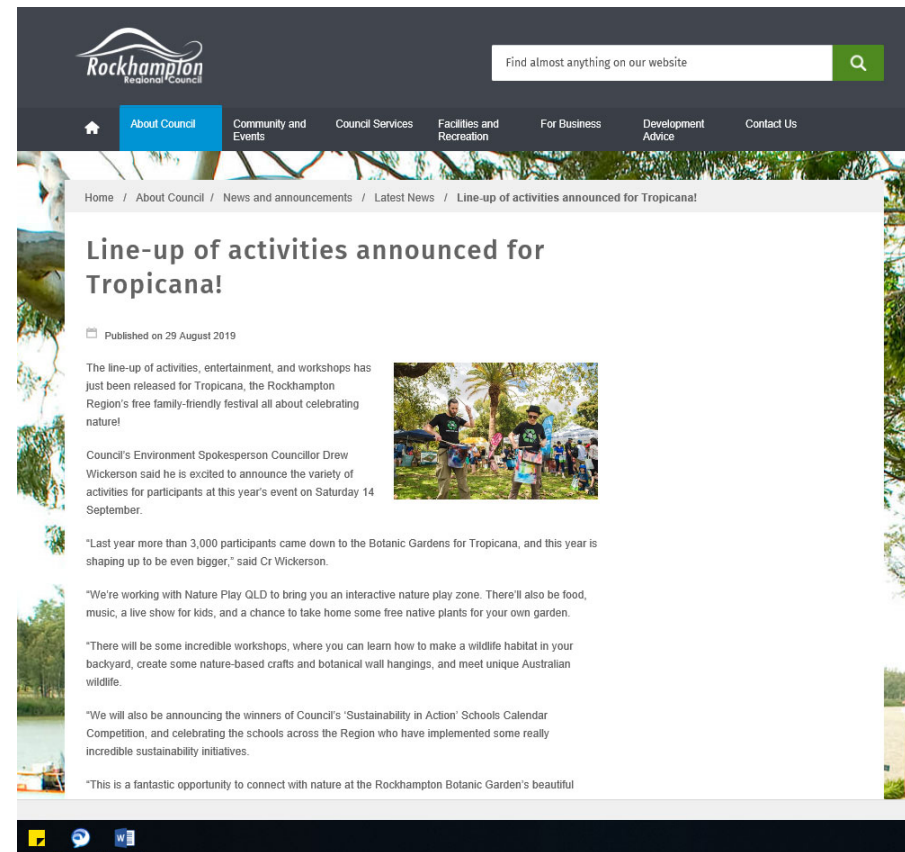 Rockhampton
Regional Council
Find almost anything on our website
About Council
Community and
Events
Council Services
Facilities and
Recreation
For Business
Development
Advice
Contact Us
Home / About Council / News and announcements / Latest News / Line-up of activities announced for Tropicana!
Line-up of activities announced for
Tropicana!
Published on 29 August 2019
The line-up of activities, entertainment, and workshops has
just been released for Tropicana, the Rockhampton
Region's free family-friendly festival all about celebrating
nature!
Council's Environment Spokesperson Councillor Drew
Wickerson said he is excited to announce the variety of
activities for participants at this year's event on Saturday 14
September.
"Last year more than 3,000 participants came down to the Botanic Gardens for Tropicana, and this year is
shaping up to be even bigger," said Cr Wickerson.
"We're working with Nature Play QLD to bring you an interactive nature play zone. There'll also be food,
music, a live show for kids, and a chance to take home some free native plants for your own garden.
"There will be some incredible workshops, where you can learn how to make a wildlife habitat in your
backyard, create some nature-based crafts and botanical wall hangings, and meet unique Australian
wildlife.
"We will also be announcing the winners of Council's 'Sustainability in Action' Schools Calendar
Competition, and celebrating the schools across the Region who have implemented some really
incredible sustainability initiatives.
"This is a fantastic opportunity to connect with nature at the Rockhampton Botanic Garden's beautiful